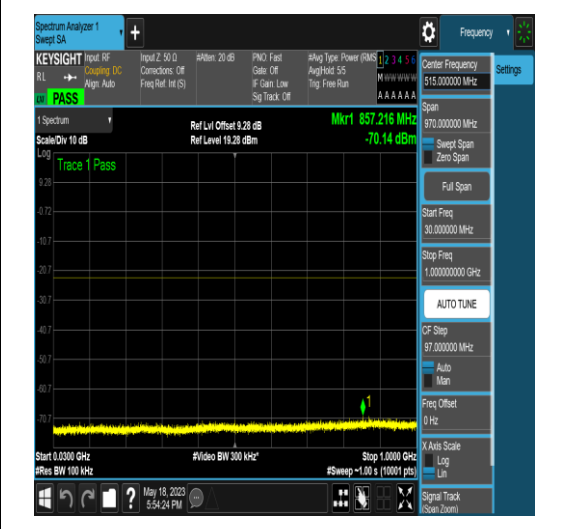 Spectrum Analyzer 1
Swept SA
+
Frequency
KEYSIGHT
RL
PASS
Input: RF
Coupling: DC
Align: Auto
Input Z: 50 Ω
Corrections: Off
Freq Ref: Int (S)
#Atten: 20 dB
PNO: Fast
Gate: Off
IF Gain: Low
Sig Track: Off
#Avg Type: Power (RMS
Avg|Hold: 5/5
Trig: Free Run
1 2 3 4 5 6
M w w w w w
A A A A A A
Center Frequency
515.000000 MHz
Settings
Span
970.000000 MHz
Swept Span
Zero Span
Full Span
Start Freq
30.000000 MHz
Stop Freq
1.000000000 GHz
AUTO TUNE
CF Step
97.000000 MHz
Auto
Man
Freq Offset
0 Hz
X Axis Scale
Log
Lin
Signal Track
(Span Zoom)
1 Spectrum
Scale/Div 10 dB
Ref Lvl Offset 9.28 dB
Ref Level 19.28 dBm
Mkr1 857.216 MHz
-70.14 dBm
Log
Trace 1 Pass
9.28
-0.72
-10.7
-20.7
-30.7
-40.7
-50.7
-60.7
-70.7
1
Start 0.0300 GHz
#Res BW 100 kHz
#Video BW 300 kHz*
Stop 1.0000 GHz
#Sweep ~1.00 s (10001 pts)
?
May 18, 2023
5:54:24 PM